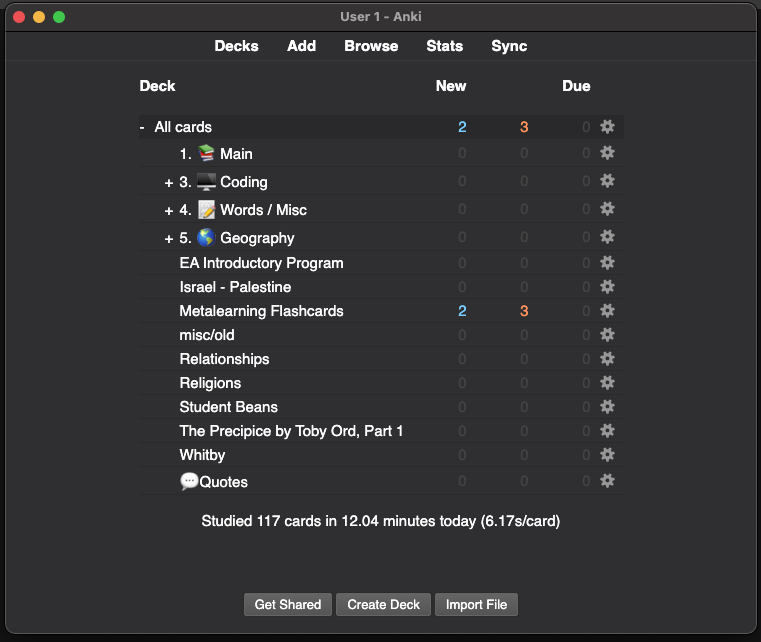 User 1 - Anki
Decks Add Browse Stats Sync
Deck New Due
- All cards 2 3 0
1. 📚 Main 0 0 0
+ 3. 🖥️ Coding 0 0 0
+ 4. 📝 Words / Misc 0 0 0
+ 5. 🌎 Geography 0 0 0
EA Introductory Program 0 0 0
Israel - Palestine 0 0 0
Metalearning Flashcards 2 3 0
misc/old 0 0 0
Relationships 0 0 0
Religions 0 0 0
Student Beans 0 0 0
The Precipice by Toby Ord, Part 1 0 0 0
Whitby 0 0 0
💬Quotes 0 0 0
Studied 117 cards in 12.04 minutes today (6.17s/card)
Get Shared Create Deck Import File